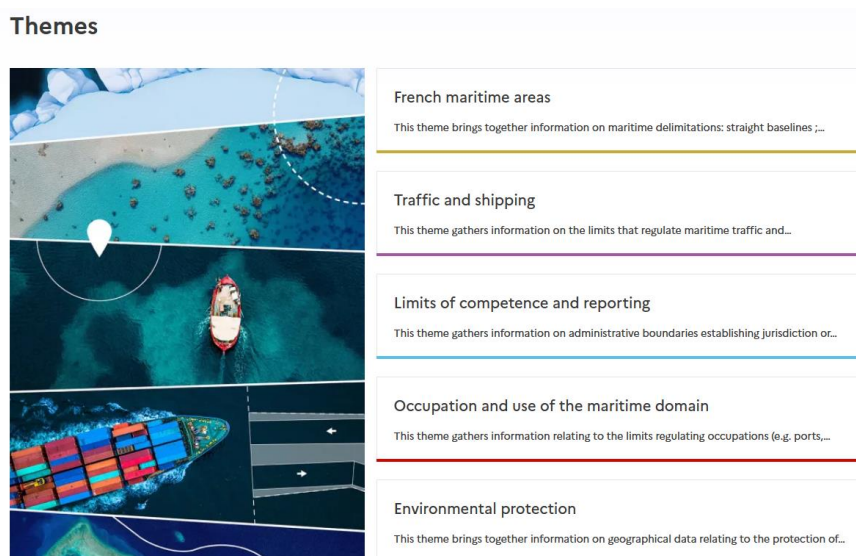 Themes
French maritime areas
This theme brings together information on maritime delimitations: straight baselines ;...
Traffic and shipping
This theme gathers information on the limits that regulate maritime traffic and...
Limits of competence and reporting
This theme gathers information on administrative boundaries establishing jurisdiction or...
Occupation and use of the maritime domain
This theme gathers information relating to the limits regulating occupations (e.g. ports,...
Environmental protection
This theme brings together information on geographical data relating to the protection of...